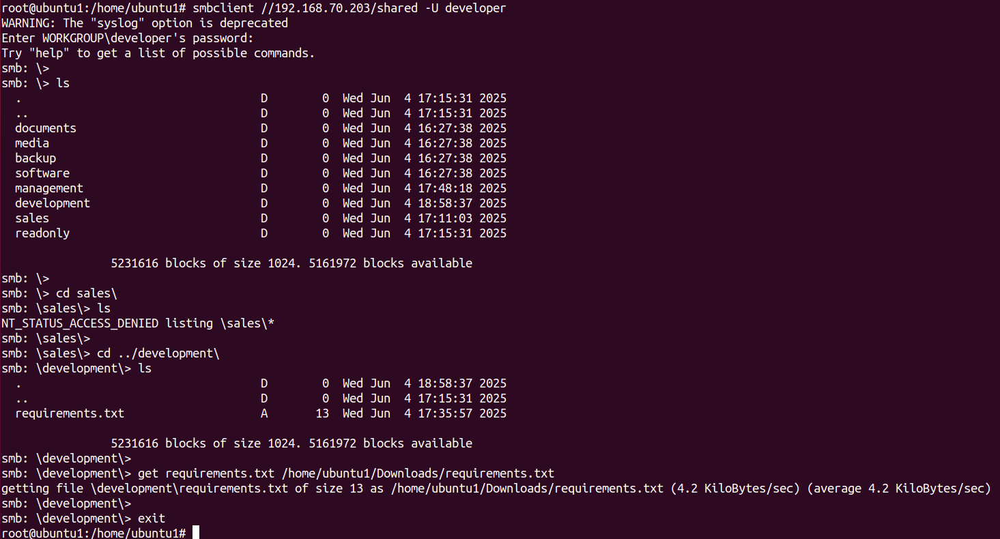 root@ubuntu1:/home/ubuntu1# smbclient //192.168.70.203/shared -U developer
WARNING: The "syslog" option is deprecated
Enter WORKGROUP\developer's password:
Try "help" to get a list of possible commands.
smb: \>
smb: \> ls
  .                                   D        0  Wed Jun  4 17:15:31 2025
  ..                                  D        0  Wed Jun  4 17:15:31 2025
  documents                           D        0  Wed Jun  4 16:27:38 2025
  media                               D        0  Wed Jun  4 16:27:38 2025
  backup                              D        0  Wed Jun  4 16:27:38 2025
  software                            D        0  Wed Jun  4 16:27:38 2025
  management                          D        0  Wed Jun  4 17:48:18 2025
  development                         D        0  Wed Jun  4 18:58:37 2025
  sales                               D        0  Wed Jun  4 17:11:03 2025
  readonly                            D        0  Wed Jun  4 17:15:31 2025
                5231616 blocks of size 1024. 5161972 blocks available
smb: \>
smb: \> cd sales\
smb: \sales\> ls
NT_STATUS_ACCESS_DENIED listing \sales\*
smb: \sales\>
smb: \sales\> cd ../development\
smb: \development\> ls
  .                                   D        0  Wed Jun  4 18:58:37 2025
  ..                                  D        0  Wed Jun  4 17:15:31 2025
  requirements.txt                    A       13  Wed Jun  4 17:35:57 2025
                5231616 blocks of size 1024. 5161972 blocks available
smb: \development\>
smb: \development\> get requirements.txt /home/ubuntu1/Downloads/requirements.txt
getting file \development\requirements.txt of size 13 as /home/ubuntu1/Downloads/requirements.txt (4.2 KiloBytes/sec) (average 4.2 KiloBytes/sec)
smb: \development\>
smb: \development\> exit
root@ubuntu1:/home/ubuntu1#